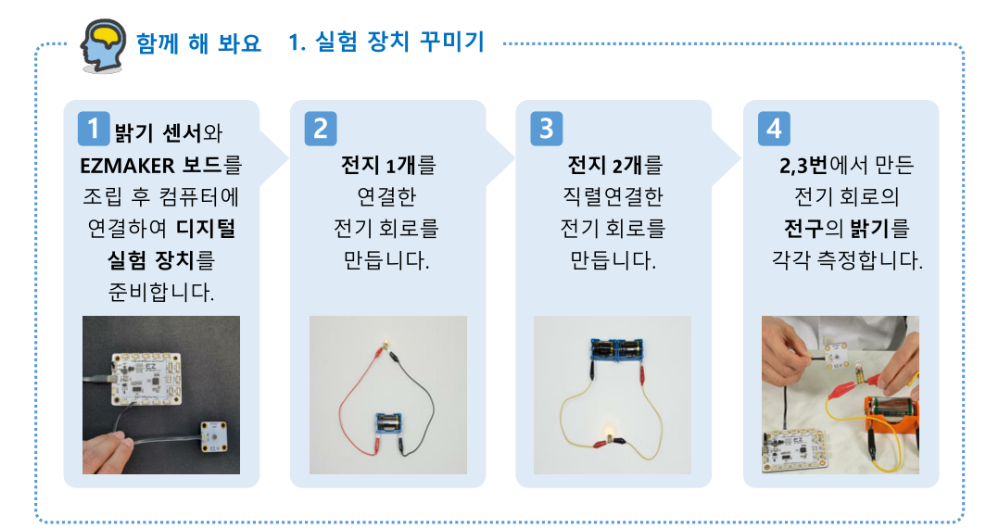 함께 해 봐요 1. 실험 장치 꾸미기
1 밝기 센서와
EZMAKER 보드를
조립 후 컴퓨터에
연결하여 디지털
실험 장치를
준비합니다.
EZ
2
전지 1개를
연결한
전기 회로를
만듭니다.
3
전지 2개를
직렬연결한
전기 회로를
만듭니다.
4
2,3번에서 만든
전기 회로의
전구의 밝기를
각각 측정합니다.
EZ